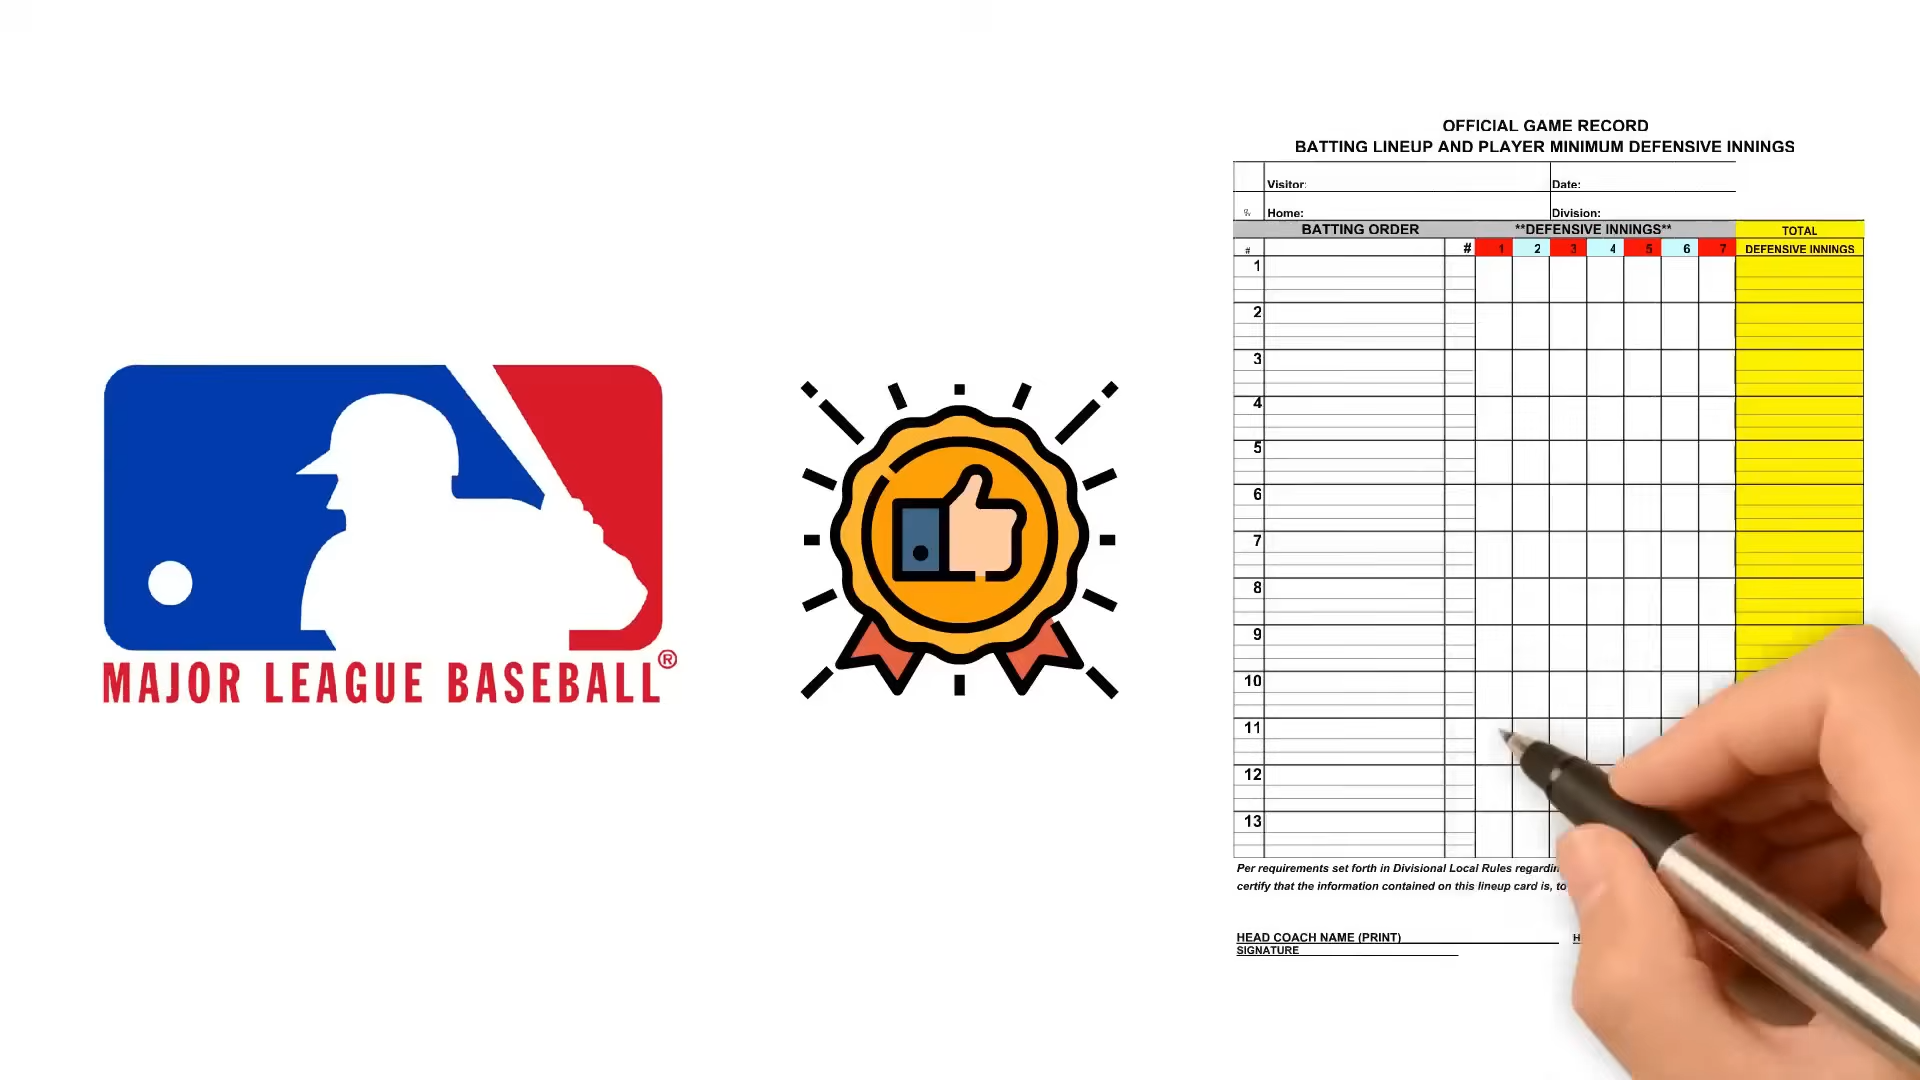 MAJOR LEAGUE BASEBALL®
OFFICIAL GAME RECORD
BATTING LINEUP AND PLAYER MINIMUM DEFENSIVE INNINGS
Visitor: Date:
Home: Division:
BATTING ORDER **DEFENSIVE INNINGS** TOTAL
# # 1 2 3 4 5 6 7 DEFENSIVE INNINGS
1
2
3
4
5
6
7
8
9
10
11
12
13
Per requirements set forth in Divisional Local Rules
certify that the information contained on this lineup card is,
HEAD COACH NAME (PRINT)
SIGNATURE